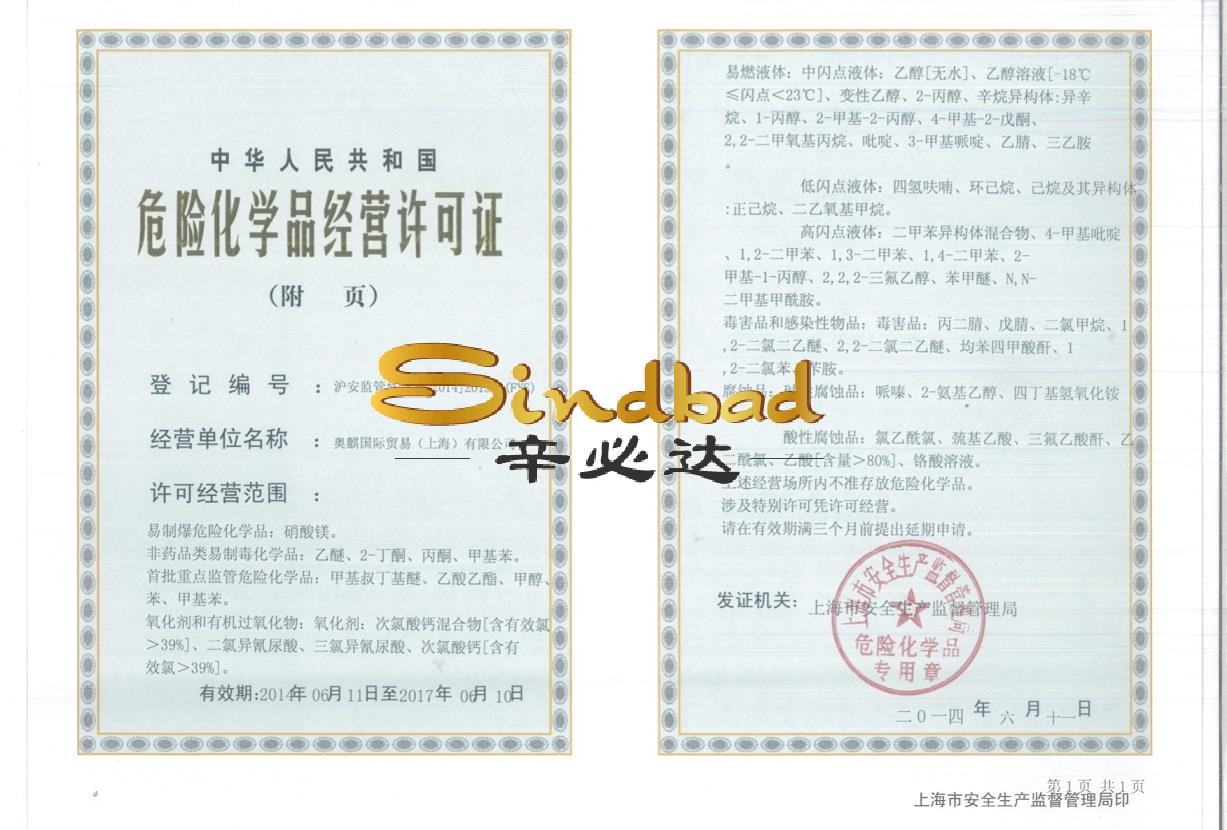 中华人民共和国
危险化学品经营许可证
（附 页）
登记编号 ： 沪安监管
经营单位名称 ： 奥麒国际贸易（上海）有限公司
许可经营范围 ：
易制爆危险化学品：硝酸镁。
非药品类易制毒化学品：乙醚、2-丁酮、丙酮、甲基苯。
首批重点监管危险化学品：甲基叔丁基醚、乙酸乙酯、甲醇、
苯、甲基苯。
氧化剂和有机过氧化物：氧化剂：次氯酸钙混合物[含有效氯
＞39%]、二氯异氰尿酸、三氯异氰尿酸、次氯酸钙[含有
效氯＞39%]。
有效期:2014年 06月 11日至2017年 06月 10日
易燃液体：中闪点液体：乙醇[无水]、乙醇溶液[-18℃
≤闪点＜23℃]、变性乙醇、2-丙醇、辛烷异构体:异辛
烷、1-丙醇、2-甲基-2-丙醇、4-甲基-2-戊酮、
2,2-二甲氧基丙烷、吡啶、3-甲基哌啶、乙腈、三乙胺
。
低闪点液体：四氢呋喃、环己烷、己烷及其异构体
:正己烷、二乙氧基甲烷。
高闪点液体：二甲苯异构体混合物、4-甲基吡啶
、1,2-二甲苯、1,3-二甲苯、1,4-二甲苯、2-
甲基-1-丙醇、2,2,2-三氟乙醇、苯甲醚、N,N-
二甲基甲酰胺。
毒害品和感染性物品：毒害品：丙二腈、戊腈、二氯甲烷、1
,2-二氯二乙醚、2,2-二氯二乙醚、均苯四甲酸酐、1
,2-二氯苯、苄胺。
腐蚀品：碱性腐蚀品：哌嗪、2-氨基乙醇、四丁基氢氧化铵
酸性腐蚀品：氯乙酰氯、巯基乙酸、三氟乙酸酐、乙
二酰氯、乙酸[含量＞80%]、铬酸溶液。
上述经营场所内不准存放危险化学品。
涉及特别许可凭许可经营。
请在有效期满三个月前提出延期申请。
发证机关： 上海市安全生产监督管理局
上海市安全生产监督管理局
危险化学品
专用章
二0一四 年 六 月 十一 日
第1页 共1页
上海市安全生产监督管理局印
Sindbad
辛必达